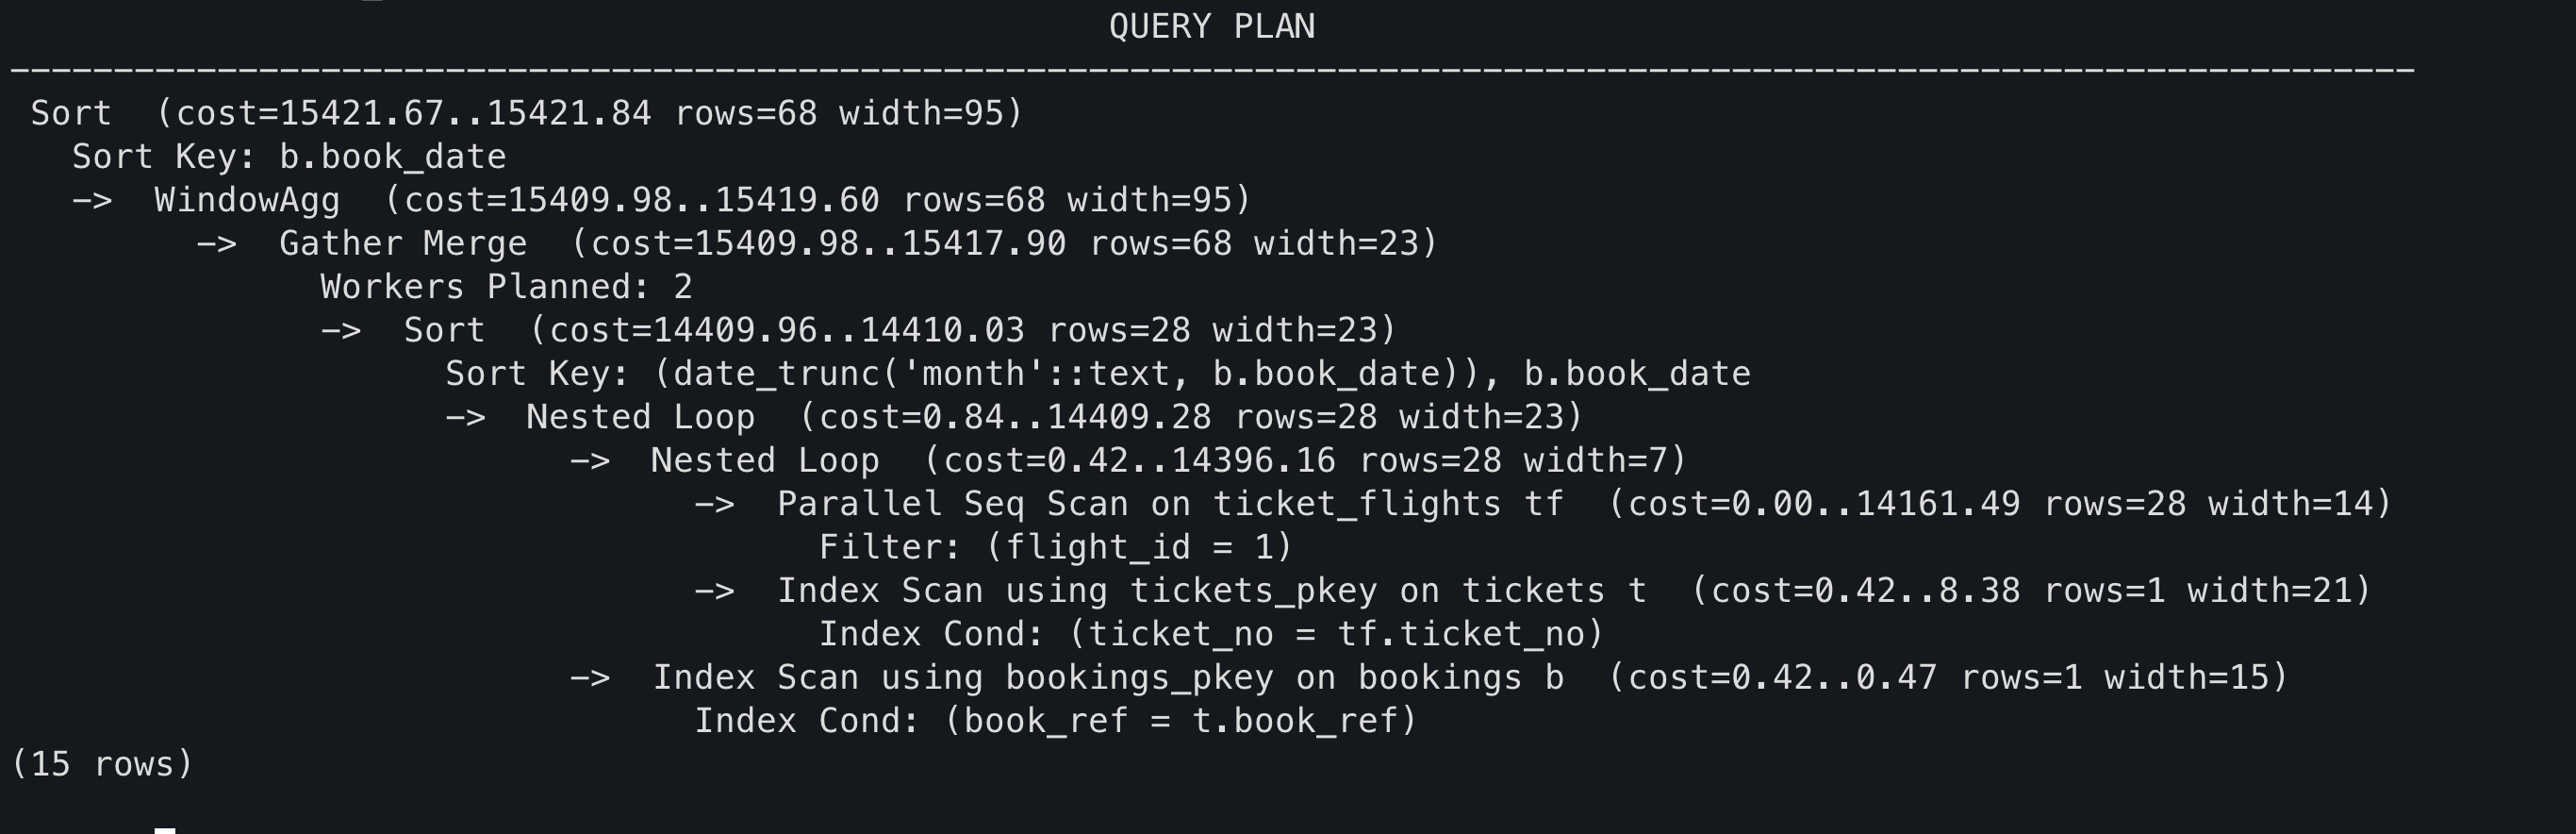 QUERY PLAN
-------------------------------------------------------------------------------------------------------------------
Sort  (cost=15421.67..15421.84 rows=68 width=95)
  Sort Key: b.book_date
  ->  WindowAgg  (cost=15409.98..15419.60 rows=68 width=95)
        ->  Gather Merge  (cost=15409.98..15417.90 rows=68 width=23)
              Workers Planned: 2
              ->  Sort  (cost=14409.96..14410.03 rows=28 width=23)
                    Sort Key: (date_trunc('month'::text, b.book_date)), b.book_date
                    ->  Nested Loop  (cost=0.84..14409.28 rows=28 width=23)
                          ->  Nested Loop  (cost=0.42..14396.16 rows=28 width=7)
                                ->  Parallel Seq Scan on ticket_flights tf  (cost=0.00..14161.49 rows=28 width=14)
                                      Filter: (flight_id = 1)
                                ->  Index Scan using tickets_pkey on tickets t  (cost=0.42..8.38 rows=1 width=21)
                                      Index Cond: (ticket_no = tf.ticket_no)
                          ->  Index Scan using bookings_pkey on bookings b  (cost=0.42..0.47 rows=1 width=15)
                                Index Cond: (book_ref = t.book_ref)
(15 rows)